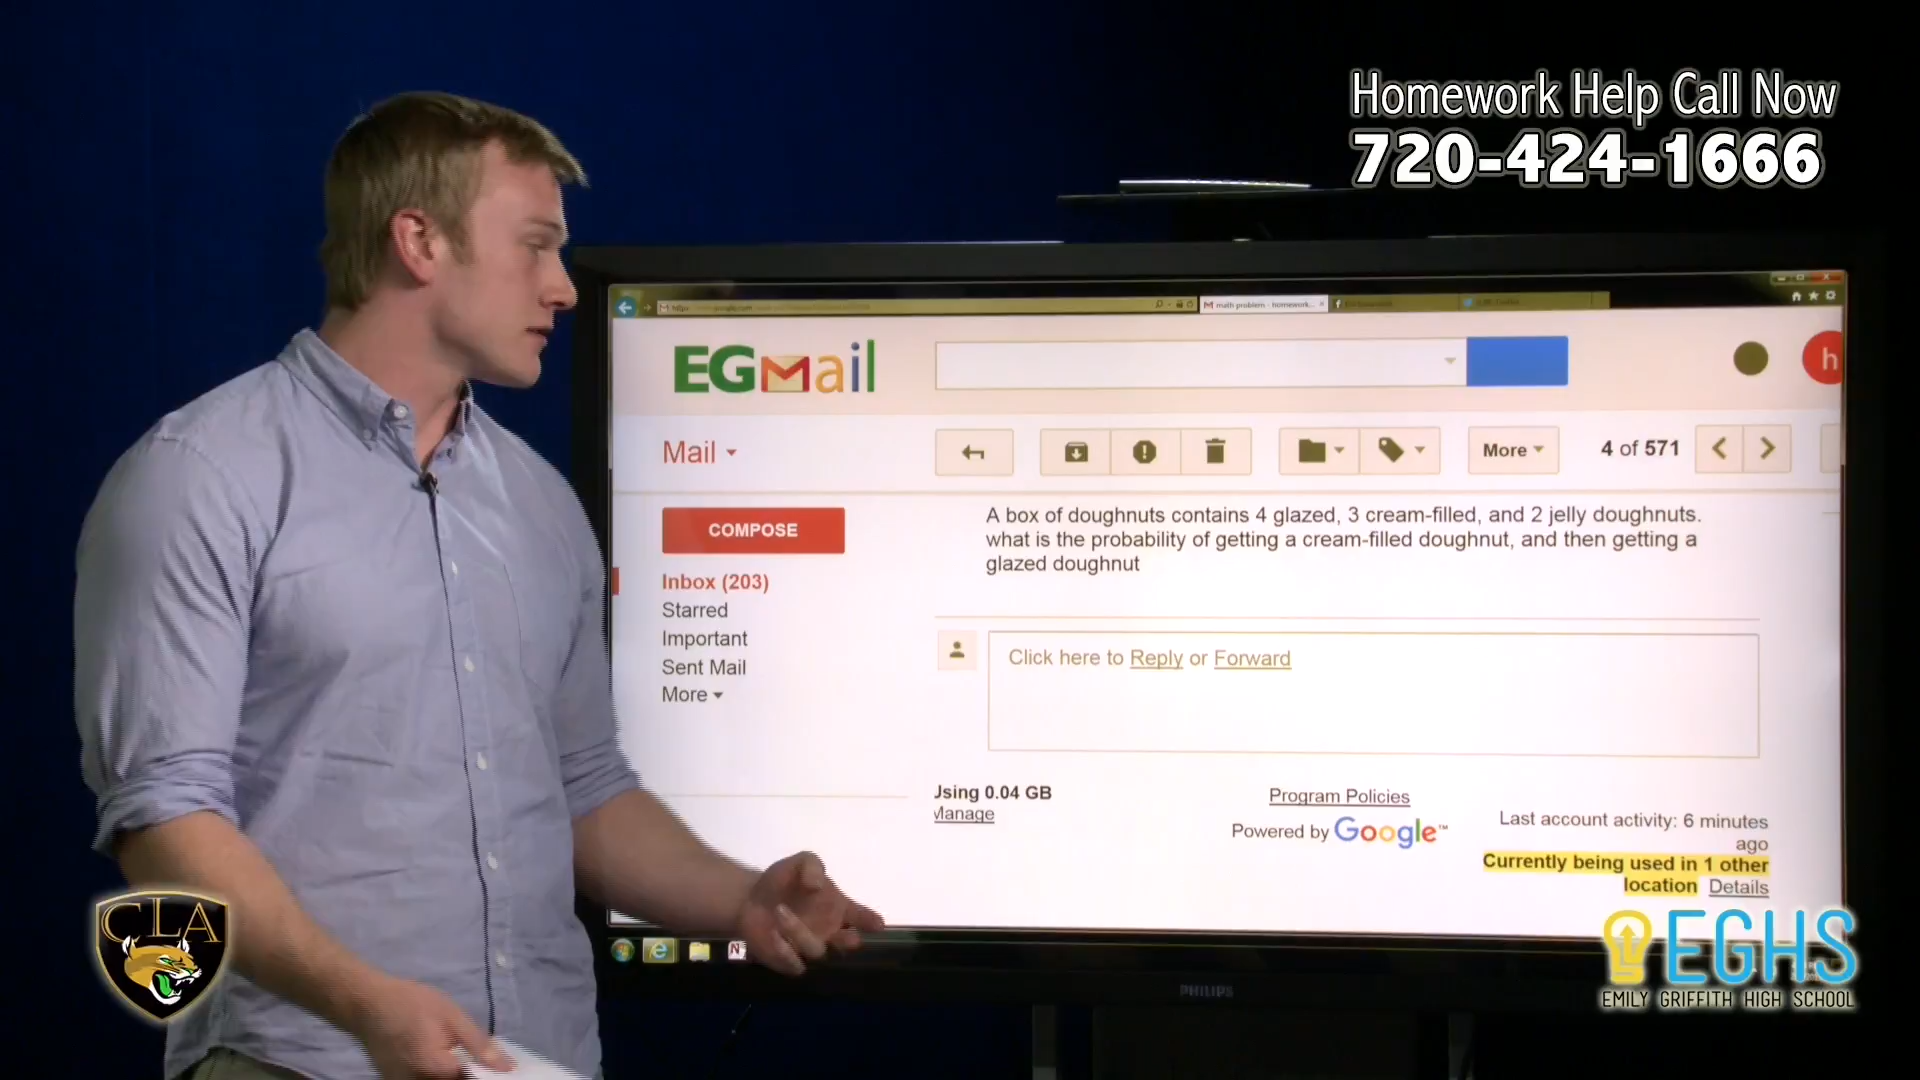 Homework Help Call Now
720-424-1666
math problem - homework...
EGMail
h
Mail
More
4 of 571
COMPOSE
A box of doughnuts contains 4 glazed, 3 cream-filled, and 2 jelly doughnuts.
what is the probability of getting a cream-filled doughnut, and then getting a
glazed doughnut
Inbox (203)
Starred
Important
Sent Mail
More
Click here to Reply or Forward
Jsing 0.04 GB
Manage
Program Policies
Powered by Google™
Last account activity: 6 minutes
ago
Currently being used in 1 other
location Details
CLA
EGHS
EMILY GRIFFITH HIGH SCHOOL
PHILIPS